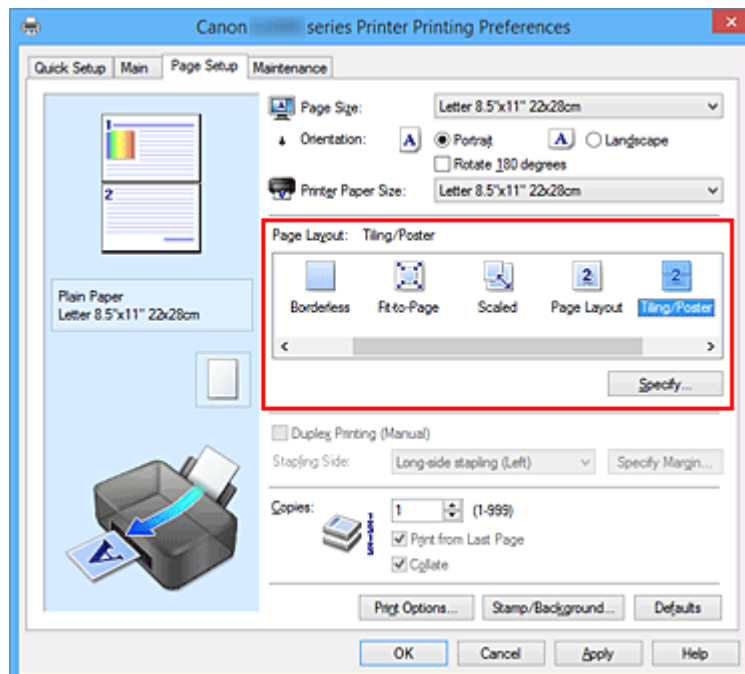 Canon series Printer Printing Preferences
Quick Setup Main Page Setup Maintenance
1
2
Plain Paper
Letter 8.5"x11" 22x28cm
A
Page Size: Letter 8.5"x11" 22x28cm
Orientation: A Portrait A Landscape
Rotate 180 degrees
Printer Paper Size: Letter 8.5"x11" 22x28cm
Page Layout: Tiling/Poster
2 2
Borderless Fit-to-Page Scaled Page Layout Tiling/Poster
Specify...
Duplex Printing (Manual)
Stapling Side: Long-side stapling (Left) Specify Margin...
Copies: 1 (1-999)
Print from Last Page
Collate
Print Options... Stamp/Background... Defaults
OK Cancel Apply Help